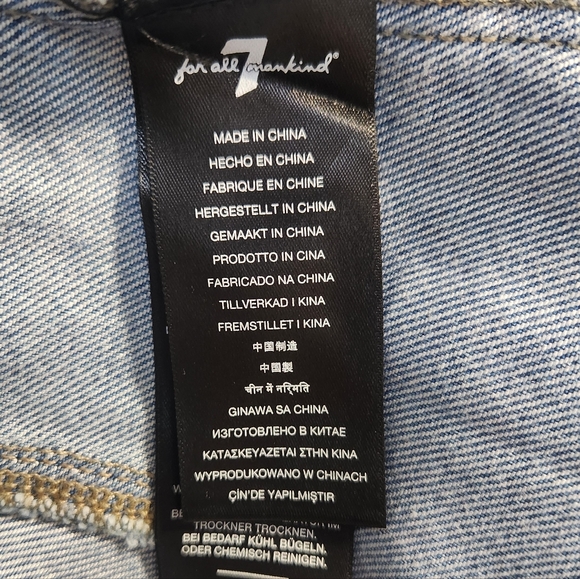 7
for all mankind®
MADE IN CHINA
HECHO EN CHINA
FABRIQUE EN CHINE
HERGESTELLT IN CHINA
GEMAAKT IN CHINA
PRODOTTO IN CINA
FABRICADO NA CHINA
TILLVERKAD I KINA
FREMSTILLET I KINA
中国制造
中国製
चीन में नर्िमिति
GINAWA SA CHINA
ИЗГОТОВЛЕНО В КИТАЕ
ΚΑΤΑΣΚΕΥΑΖΕΤΑΙ ΣΤΗΝ ΚΙΝΑ
WYPRODUKOWANO W CHINACH
ÇİN'DE YAPILMIŞTIR
TROCKNER TROCKNEN.
BEI BEDARF KÜHL BÜGELN.
ODER CHEMISCH REINIGEN.